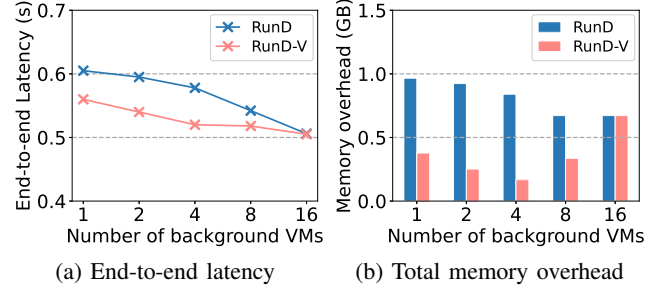 End-to-end Latency (s)
0.7
0.6
0.5
0.4
RunD
RunD-V
1 2 4 8 16
Number of background VMs
(a) End-to-end latency
Memory overhead (GB)
1.5
1.0
0.5
0.0
RunD
RunD-V
1 2 4 8 16
Number of background VMs
(b) Total memory overhead